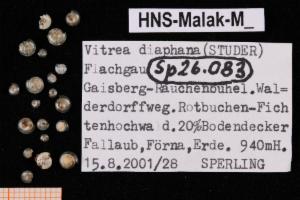 HNS-Malak-M_
Vitrea diaphana (STUDER)
Flachgau Sp26.083
Gaisberg-Rauchenbühel. Wal=
derdorffweg. Rotbuchen-Fich
tenhochwald. 20% Bodendecker
Fallaub, Förna, Erde. 940mH.
15.8.2001/28 SPERLING